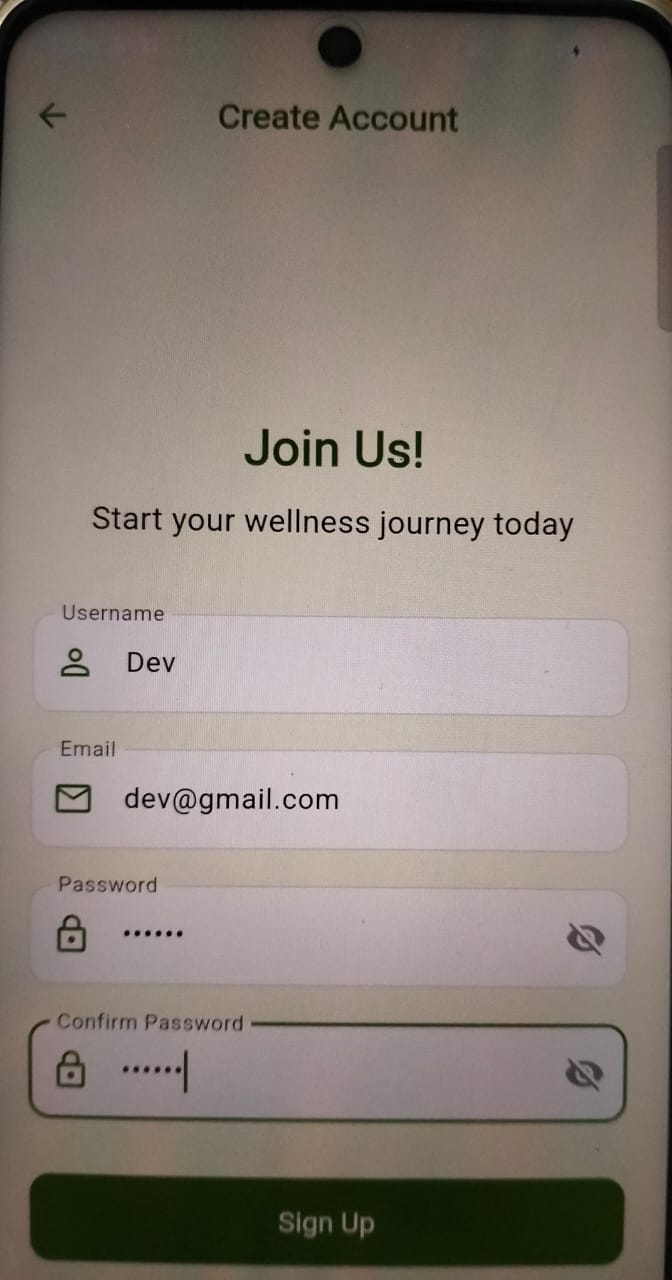 Create Account
Join Us!
Start your wellness journey today
Username
Dev
Email
dev@gmail.com
Password
••••••
Confirm Password
••••••
Sign Up